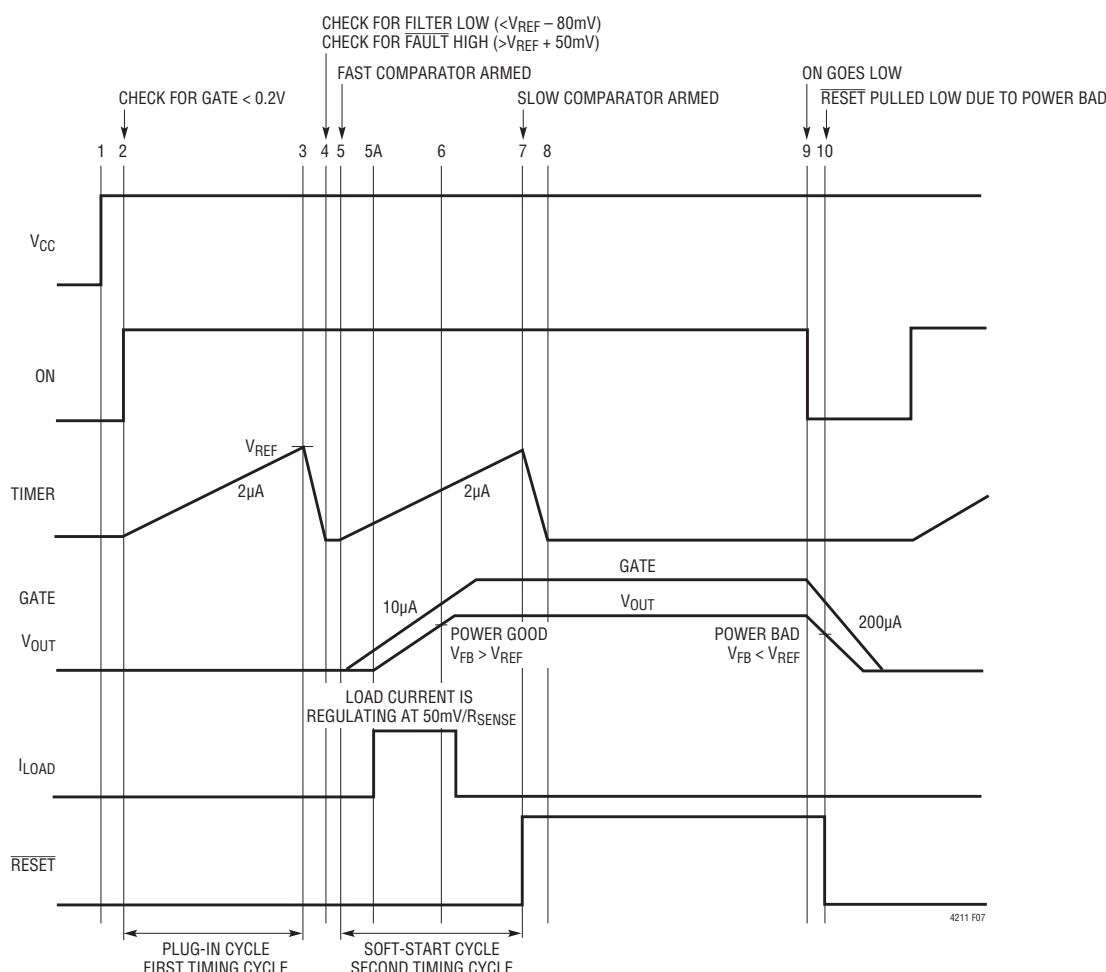 CHECK FOR FILTER LOW (<VREF – 80mV)
CHECK FOR FAULT HIGH (>VREF + 50mV)
FAST COMPARATOR ARMED
ON GOES LOW
CHECK FOR GATE < 0.2V
SLOW COMPARATOR ARMED
RESET PULLED LOW DUE TO POWER BAD
1 2 3 4 5 5A 6 7 8 9 10
VCC
ON
VREF
TIMER
2µA
2µA
GATE
GATE
10µA
VOUT
200µA
VOUT
POWER GOOD
VFB > VREF
POWER BAD
VFB < VREF
LOAD CURRENT IS
REGULATING AT 50mV/RSENSE
ILOAD
RESET
4211 F07
PLUG-IN CYCLE
FIRST TIMING CYCLE
SOFT-START CYCLE
SECOND TIMING CYCLE